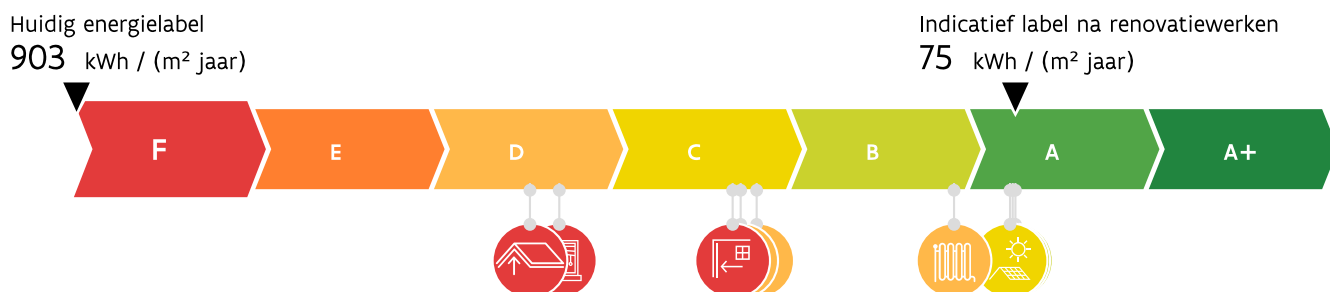 Huidig energielabel
903 kWh / (m² jaar)
Indicatief label na renovatiewerken
75 kWh / (m² jaar)
F E D C B A A+